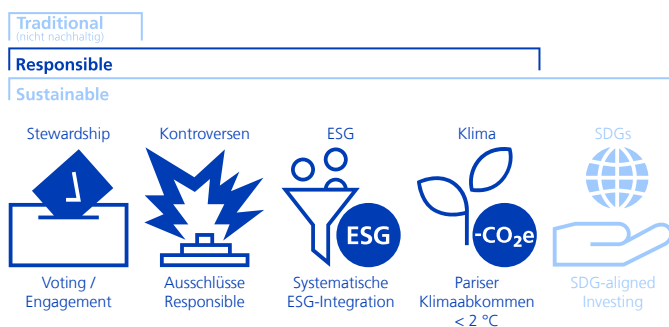 Traditional
(nicht nachhaltig)
Responsible
Sustainable
Stewardship
Kontroversen
ESG
Klima
SDGs
ESG
-CO₂e
Voting /
Engagement
Ausschlüsse
Responsible
Systematische
ESG-Integration
Pariser
Klimaabkommen
< 2 °C
SDG-aligned
Investing